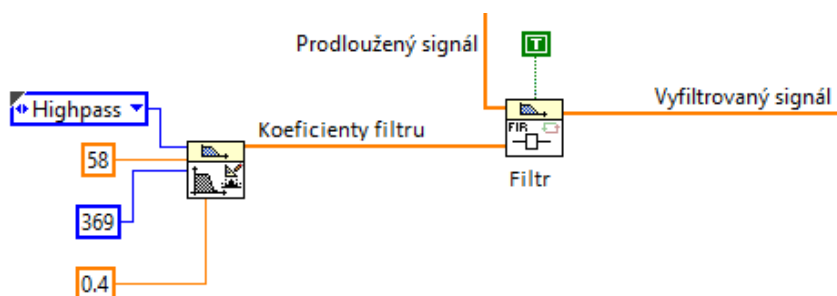 Prodloužený signál
T
Vyfiltrovaný signál
Highpass
Koeficienty filtru
FIR
58
Filtr
369
0.4